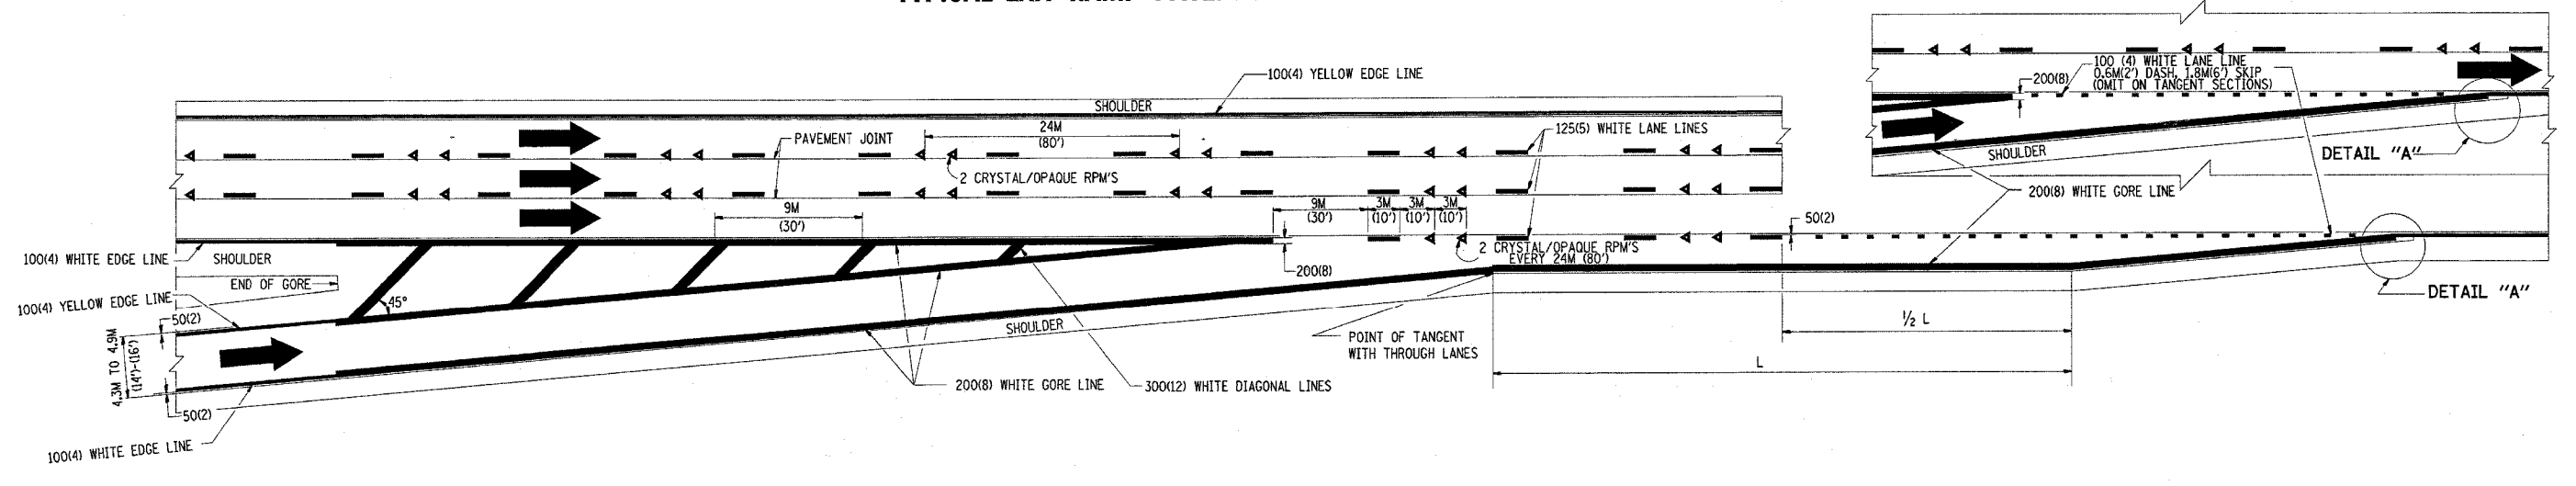 100(4) YELLOW EDGE LINE
SHOULDER
PAVEMENT JOINT
24M
(80')
2 CRYSTAL/OPAQUE RPM'S
125(5) WHITE LANE LINES
9M
(30')
9M
(30')
3M
(10')
3M
(10')
3M
(10')
2 CRYSTAL/OPAQUE RPM'S
EVERY 24M (80')
50(2)
200(8)
100(4) WHITE EDGE LINE
SHOULDER
END OF GORE
100(4) YELLOW EDGE LINE
50(2)
45°
4.3M TO 4.9M
(14')-(16')
50(2)
100(4) WHITE EDGE LINE
SHOULDER
200(8) WHITE GORE LINE
300(12) WHITE DIAGONAL LINES
POINT OF TANGENT
WITH THROUGH LANES
½ L
L
200(8)
100 (4) WHITE LANE LINE
0.6M(2') DASH, 1.8M(6') SKIP
(OMIT ON TANGENT SECTIONS)
SHOULDER
DETAIL "A"
200(8) WHITE GORE LINE
DETAIL "A"